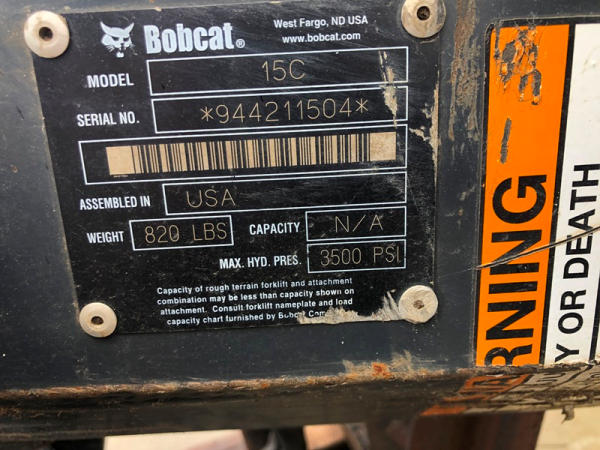 Bobcat®
West Fargo, ND USA
www.bobcat.com
MODEL 15C
SERIAL NO. *944211504*
ASSEMBLED IN USA
WEIGHT 820 LBS CAPACITY N/A
MAX. HYD. PRES. 3500 PSI
Capacity of rough terrain forklift and attachment
combination may be less than capacity shown on
attachment. Consult forklift nameplate and load
capacity chart furnished by
RNING
Y OR DEATH